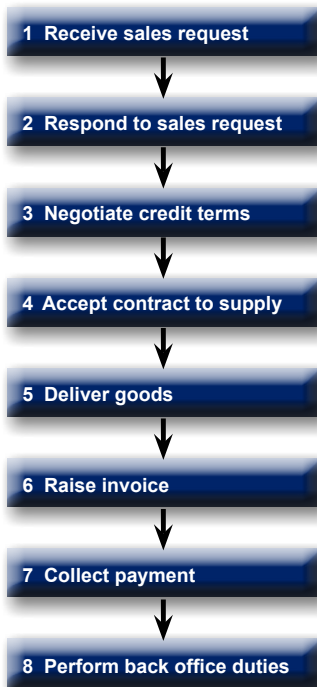 1 Receive sales request
2 Respond to sales request
3 Negotiate credit terms
4 Accept contract to supply
5 Deliver goods
6 Raise invoice
7 Collect payment
8 Perform back office duties